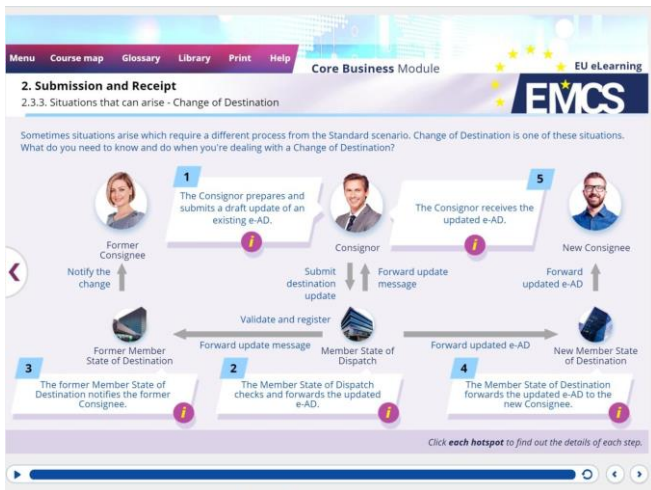 Menu Course map Glossary Library Print Help
Core Business Module
EU eLearning
EMCS
2. Submission and Receipt
2.3.3. Situations that can arise - Change of Destination
Sometimes situations arise which require a different process from the Standard scenario. Change of Destination is one of these situations.
What do you need to know and do when you're dealing with a Change of Destination?
1
The Consignor prepares and
submits a draft update of an
existing e-AD.
i
5
The Consignor receives the
updated e-AD.
i
Former
Consignee
Consignor
New Consignee
Notify the
change
Submit
destination
update
Forward update
message
Forward
updated e-AD
Validate and register
Forward update message
Forward updated e-AD
Former Member
State of Destination
Member State of
Dispatch
New Member State
of Destination
3
The former Member State of
Destination notifies the former
Consignee.
i
2
The Member State of Dispatch
checks and forwards the updated
e-AD.
i
4
The Member State of Destination
forwards the updated e-AD to the
new Consignee.
i
Click each hotspot to find out the details of each step.